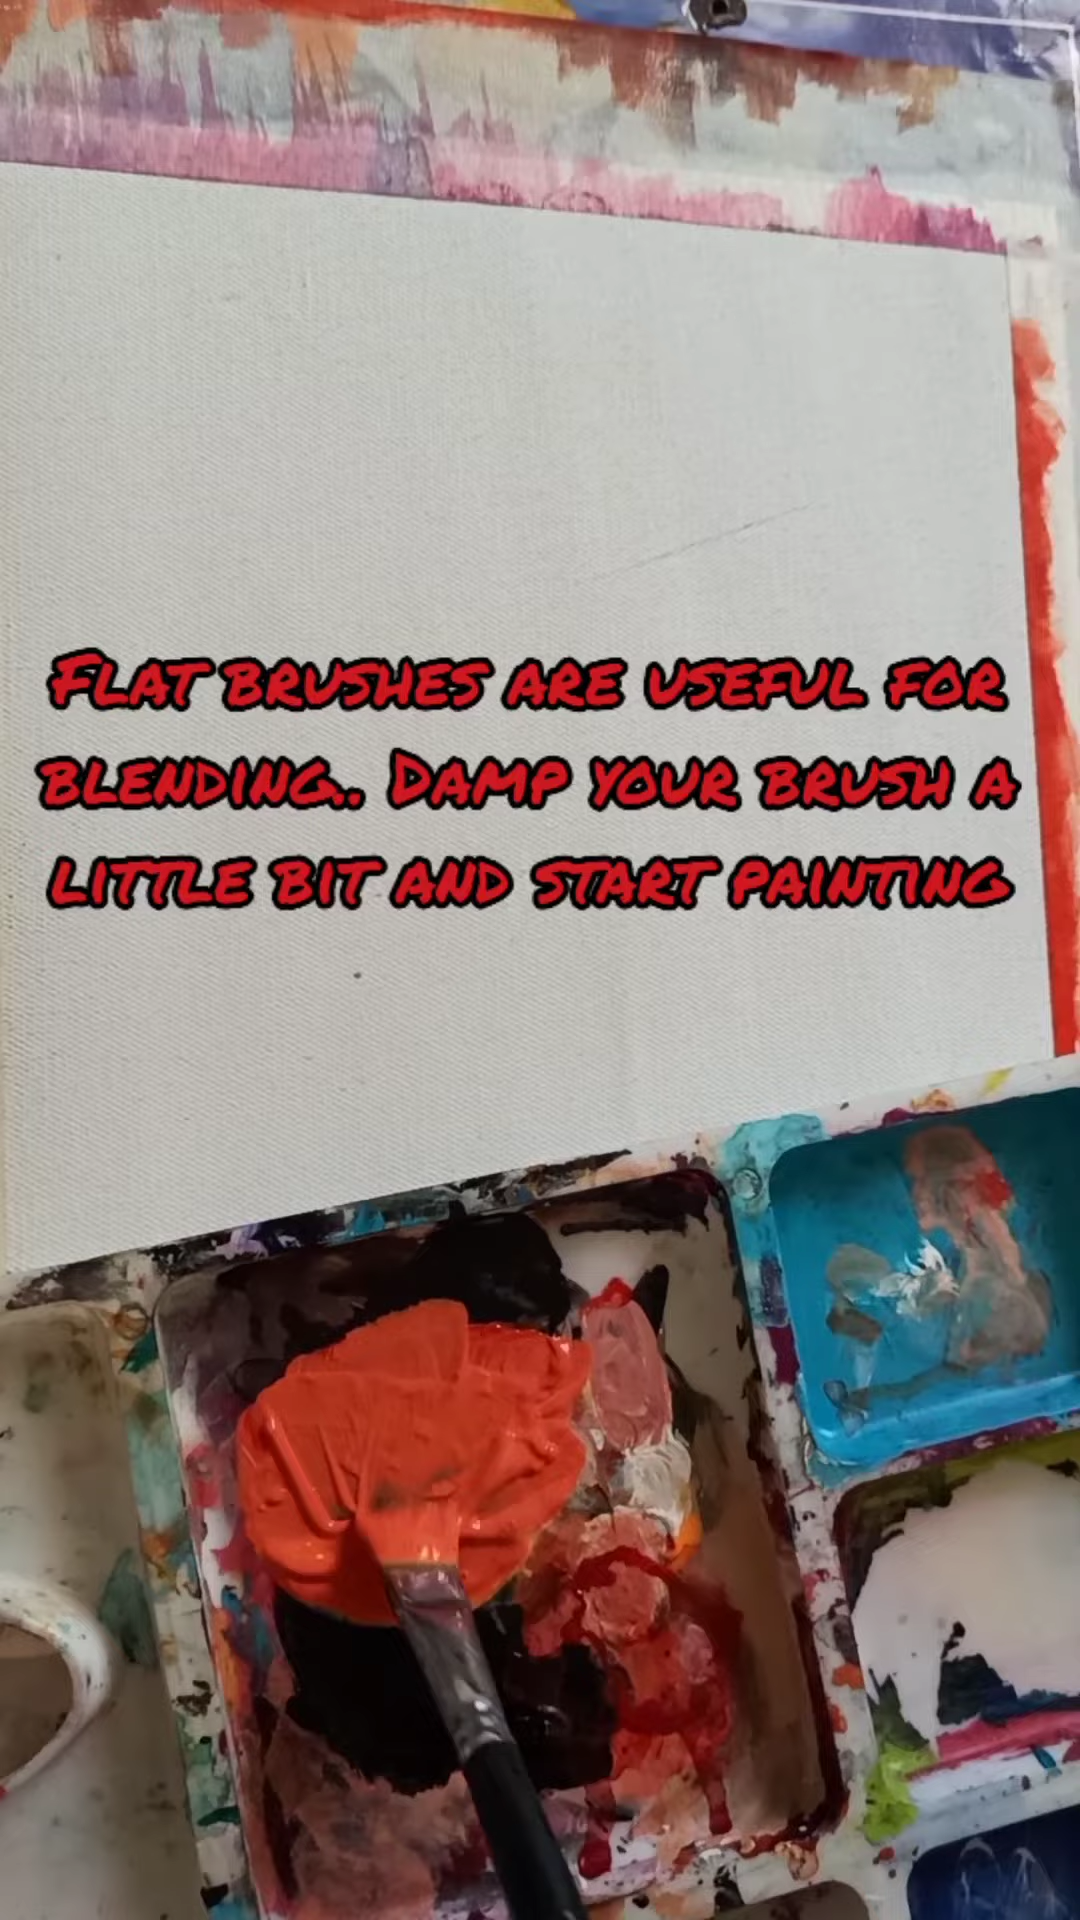 Flat brushes are useful for
blending.. Damp your brush a
little bit and start painting